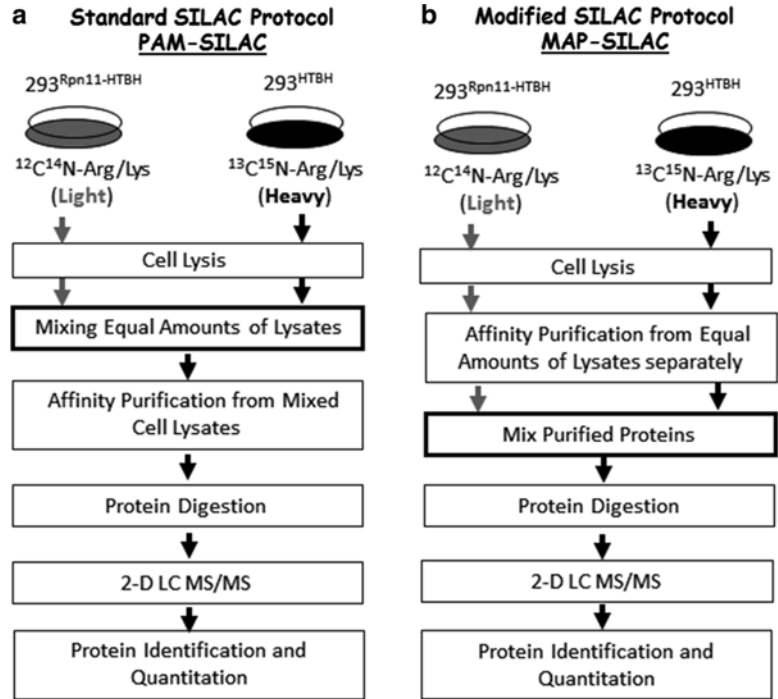 a
Standard SILAC Protocol
PAM-SILAC
293Rpn11-HTBH
293HTBH
12C14N-Arg/Lys
(Light)
13C15N-Arg/Lys
(Heavy)
Cell Lysis
Mixing Equal Amounts of Lysates
Affinity Purification from Mixed
Cell Lysates
Protein Digestion
2-D LC MS/MS
Protein Identification and
Quantitation
b
Modified SILAC Protocol
MAP-SILAC
293Rpn11-HTBH
293HTBH
12C14N-Arg/Lys
(Light)
13C15N-Arg/Lys
(Heavy)
Cell Lysis
Affinity Purification from Equal
Amounts of Lysates separately
Mix Purified Proteins
Protein Digestion
2-D LC MS/MS
Protein Identification and
Quantitation